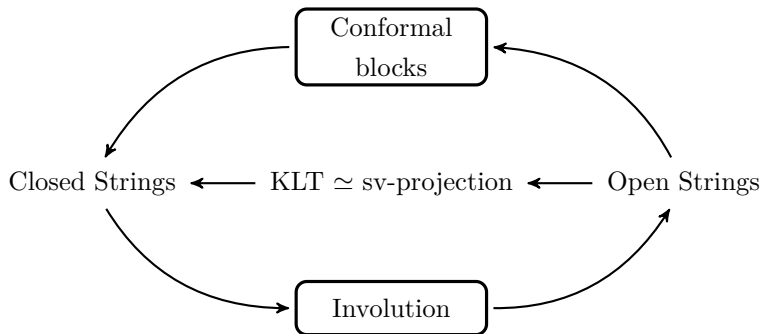 Conformal
blocks
Closed Strings
KLT ≃ sv-projection
Open Strings
Involution